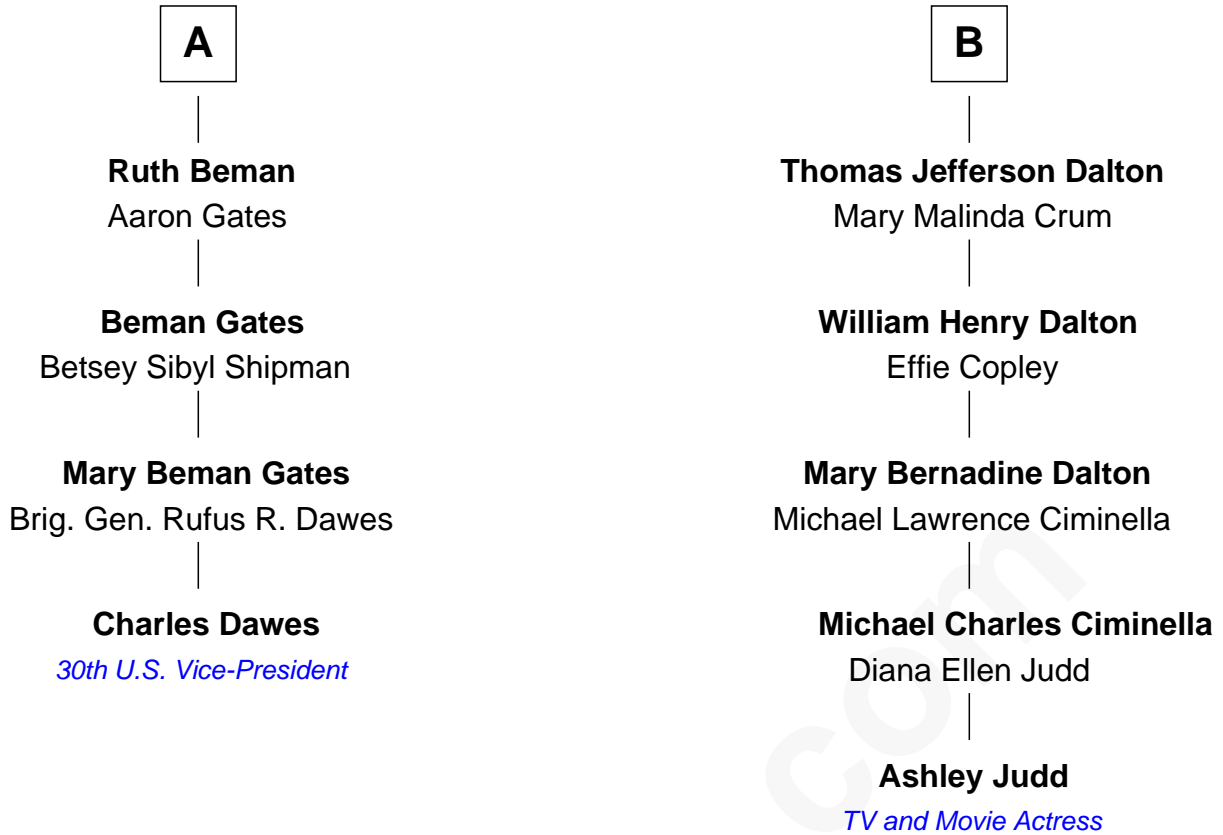 A
Ruth Beman
Aaron Gates
Beman Gates
Betsey Sibyl Shipman
Mary Beman Gates
Brig. Gen. Rufus R. Dawes
Charles Dawes
30th U.S. Vice-President
B
Thomas Jefferson Dalton
Mary Malinda Crum
William Henry Dalton
Effie Copley
Mary Bernadine Dalton
Michael Lawrence Ciminella
Michael Charles Ciminella
Diana Ellen Judd
Ashley Judd
TV and Movie Actress
com